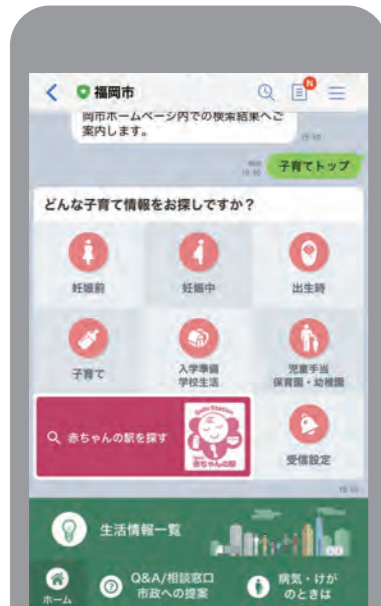 福岡市
N
岡市ホームページ内での検索結果へご
案内します。
子育てトップ
どんな子育て情報をお探しですか?
妊娠前
妊娠中
出生時
子育て
入学準備
学校生活
児童手当
保育園・幼稚園
赤ちゃんの駅を探す
赤ちゃんの駅
受信設定
生活情報一覧
ホーム
Q&A/相談窓口
市政への提案
病気・けが
のときは